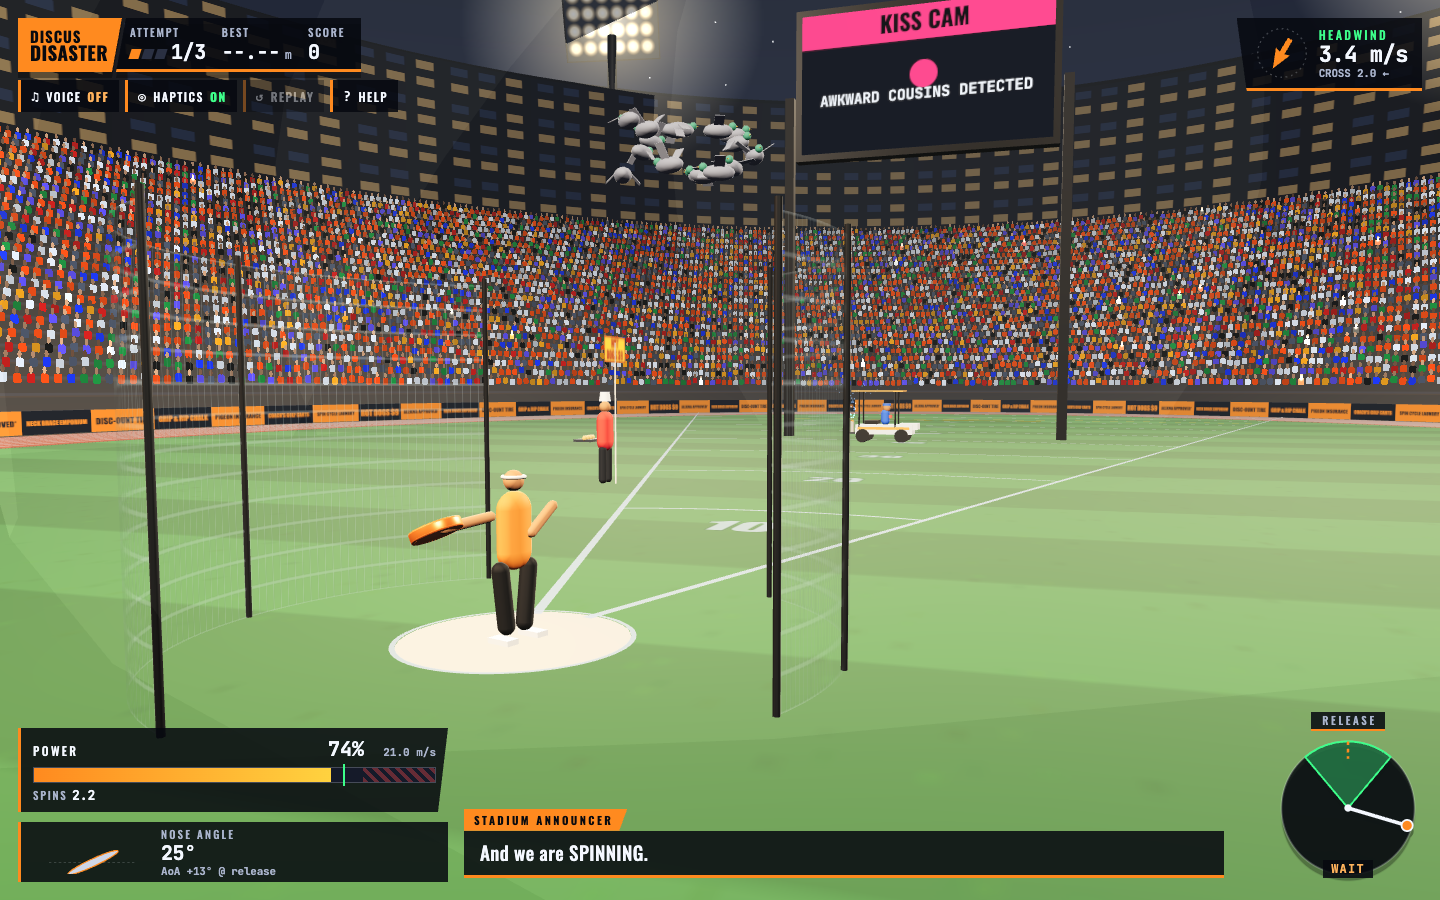 DISCUS
DISASTER
ATTEMPT
1/3
BEST
--.-- m
SCORE
0
♫ VOICE OFF
◎ HAPTICS ON
↺ REPLAY
? HELP
KISS CAM
AWKWARD COUSINS DETECTED
HEADWIND
3.4 m/s
CROSS 2.0 ←
10
20
POWER
74%
21.0 m/s
SPINS 2.2
NOSE ANGLE
25°
AoA +13° @ release
STADIUM ANNOUNCER
And we are SPINNING.
RELEASE
WAIT